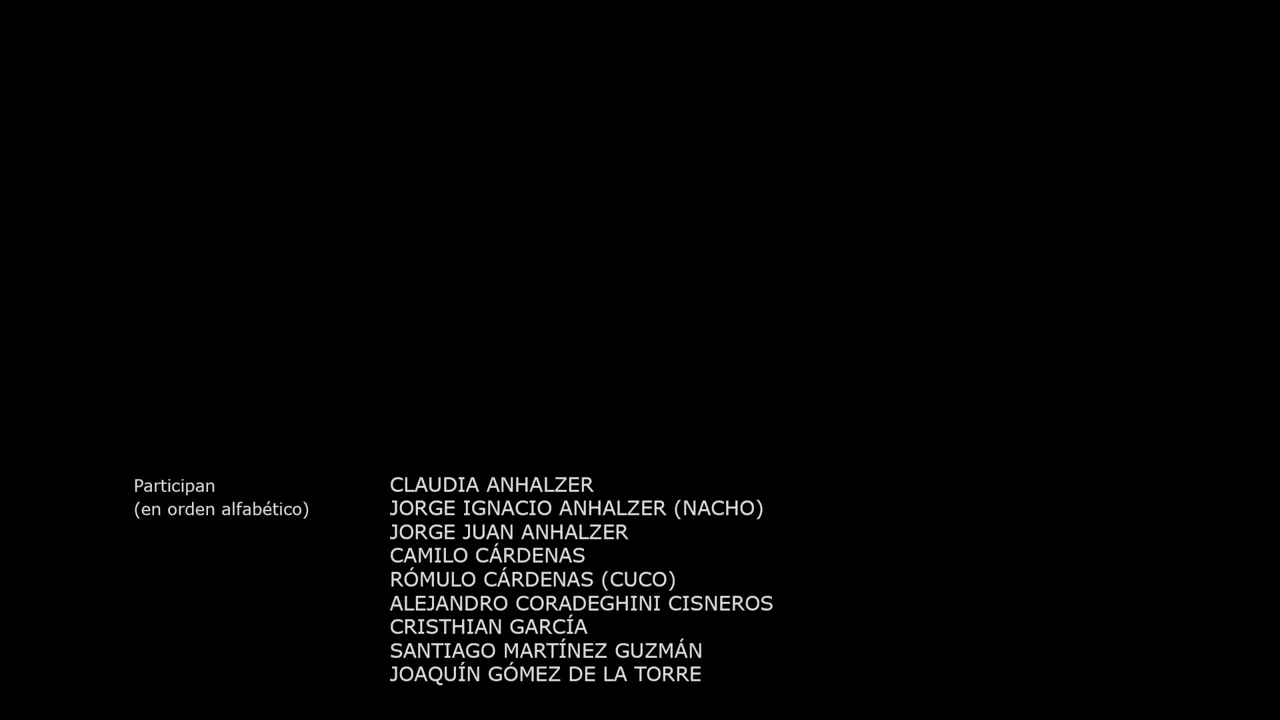 Participan
(en orden alfabético)
CLAUDIA ANHALZER
JORGE IGNACIO ANHALZER (NACHO)
JORGE JUAN ANHALZER
CAMILO CÁRDENAS
RÓMULO CÁRDENAS (CUCO)
ALEJANDRO CORADEGHINI CISNEROS
CRISTHIAN GARCÍA
SANTIAGO MARTÍNEZ GUZMÁN
JOAQUÍN GÓMEZ DE LA TORRE